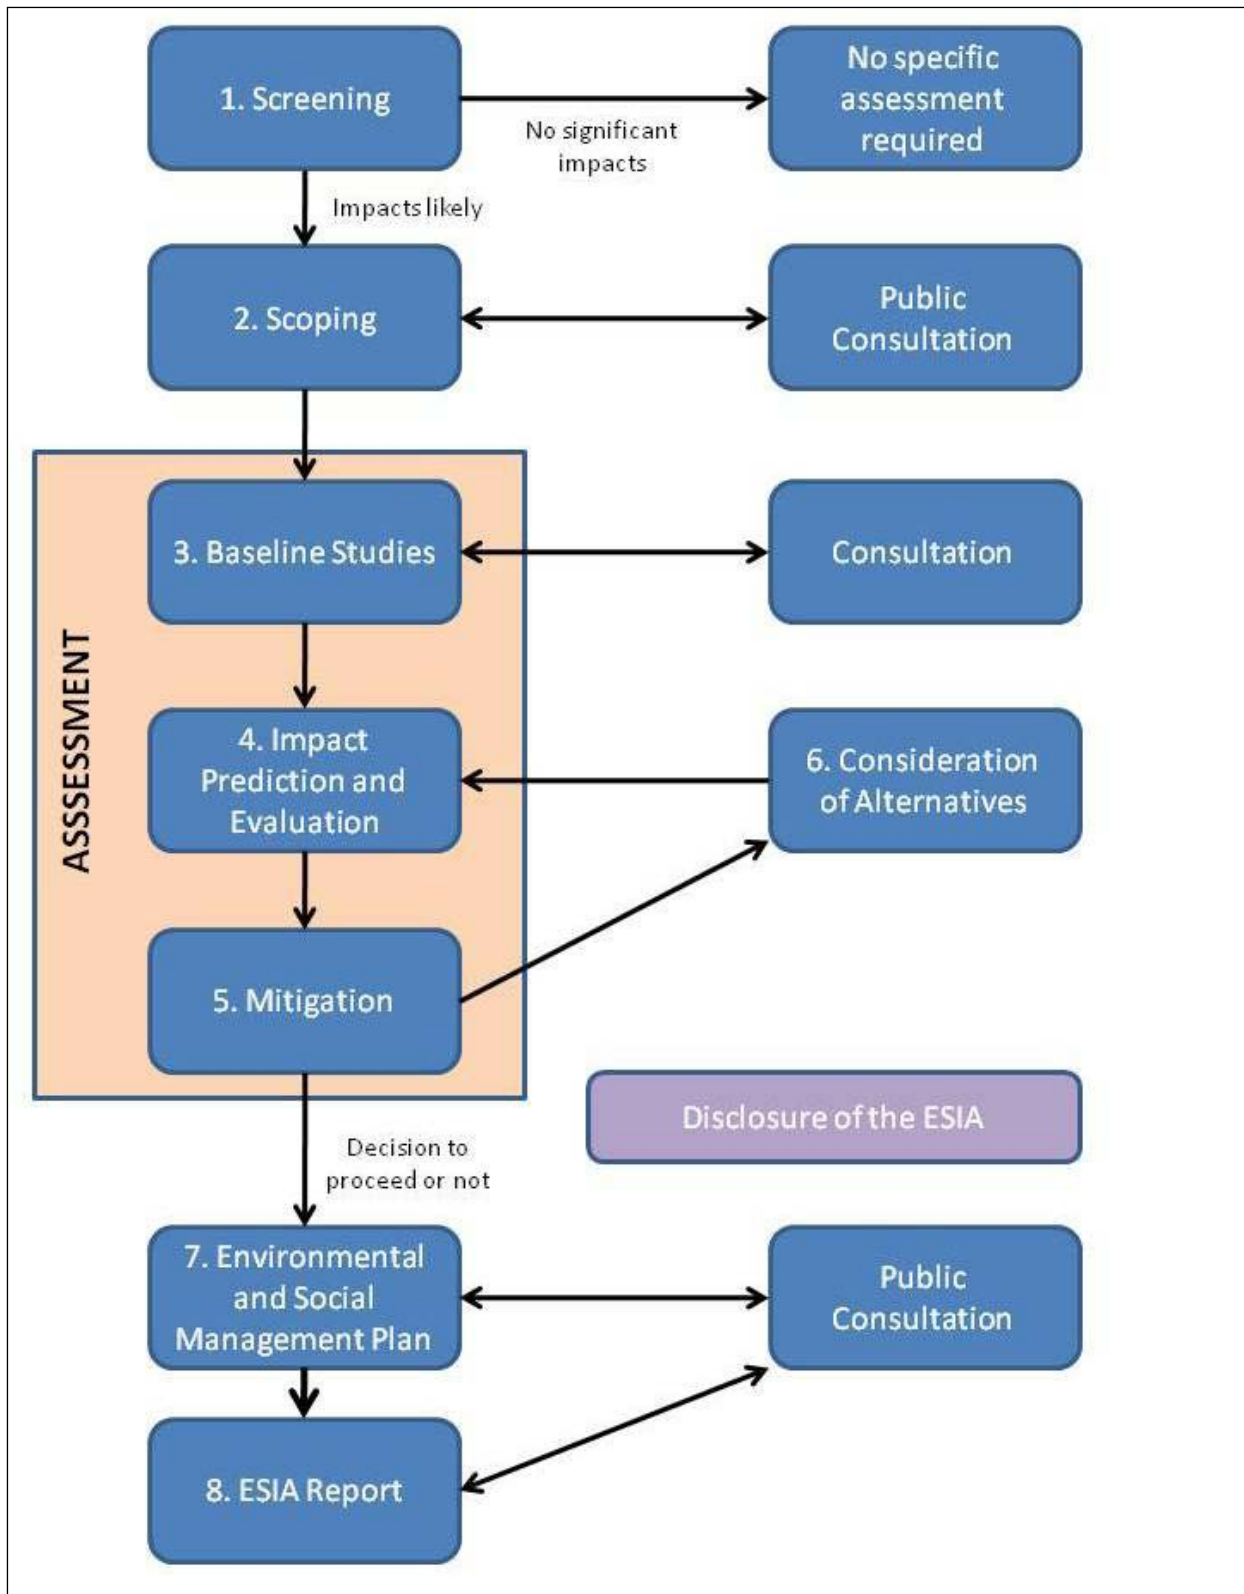 1. Screening
No specific
assessment
required
No significant
impacts
Impacts likely
2. Scoping
Public
Consultation
3. Baseline Studies
Consultation
ASSSESSMENT
4. Impact
Prediction and
Evaluation
6. Consideration
of Alternatives
5. Mitigation
Disclosure of the ESIA
Decision to
proceed or not
7. Environmental
and Social
Management Plan
Public
Consultation
8. ESIA Report